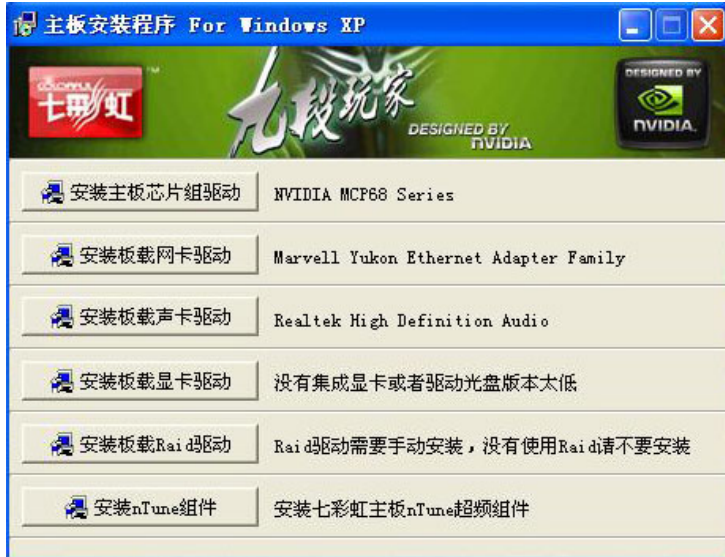 主板安装程序 For Windows XP
COLORFUL
七彩虹
™
九段玩家
DESIGNED BY
NVIDIA
DESIGNED BY
NVIDIA.
安装主板芯片组驱动 NVIDIA MCP68 Series
安装板载网卡驱动 Marvell Yukon Ethernet Adapter Family
安装板载声卡驱动 Realtek High Definition Audio
安装板载显卡驱动 没有集成显卡或者驱动光盘版本太低
安装板载Raid驱动 Raid驱动需要手动安装，没有使用Raid请不要安装
安装nTune组件 安装七彩虹主板nTune超频组件